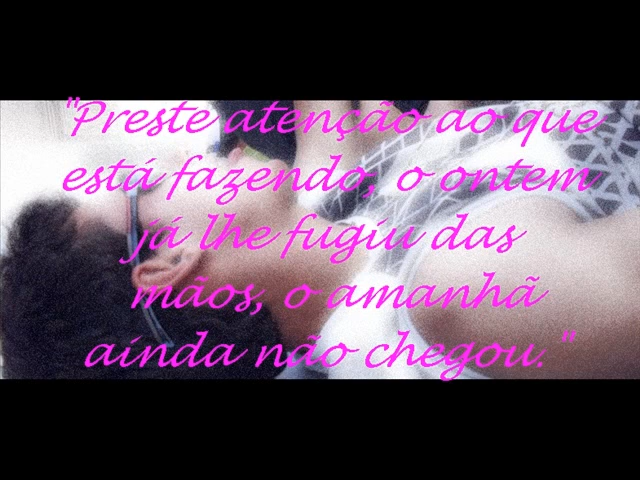 "Preste atenção ao que
está fazendo, o ontem
já lhe fugiu das
mãos, o amanhã
ainda não chegou."